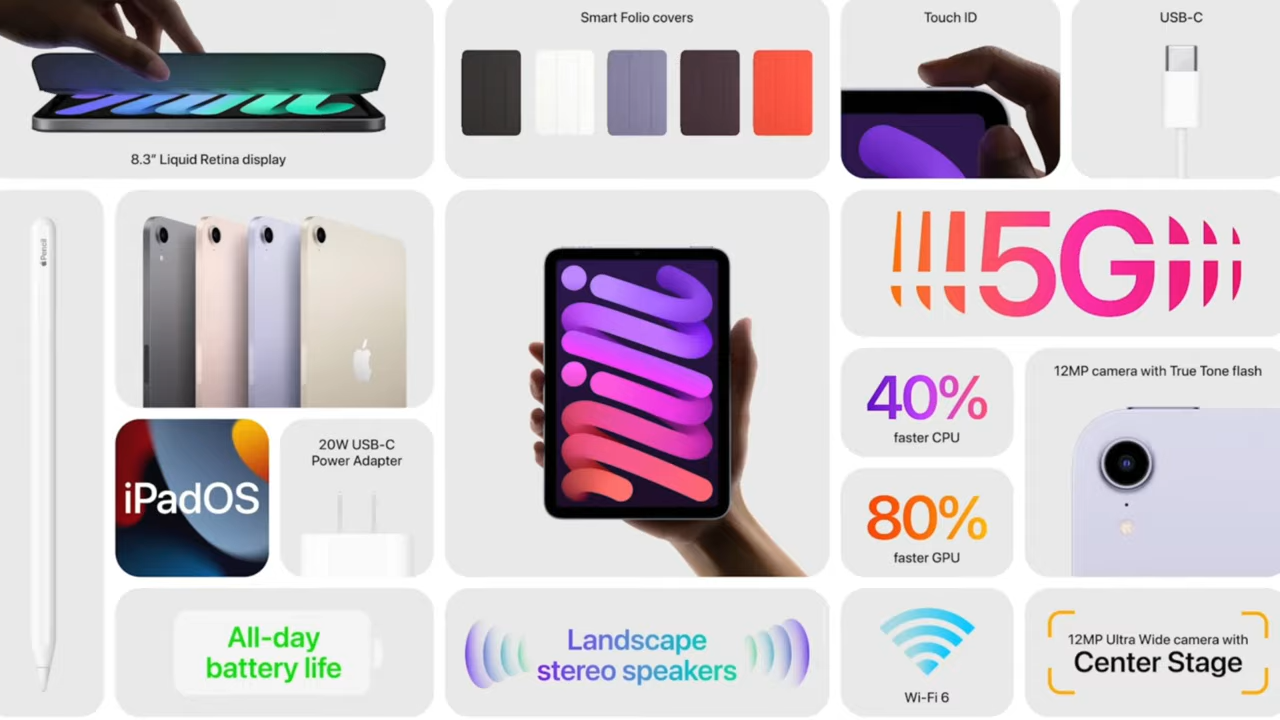 8.3" Liquid Retina display
Smart Folio covers
Touch ID
USB-C
Pencil
5G
40%
faster CPU
12MP camera with True Tone flash
iPadOS
20W USB-C
Power Adapter
80%
faster GPU
All-day
battery life
Landscape
stereo speakers
Wi-Fi 6
12MP Ultra Wide camera with
Center Stage